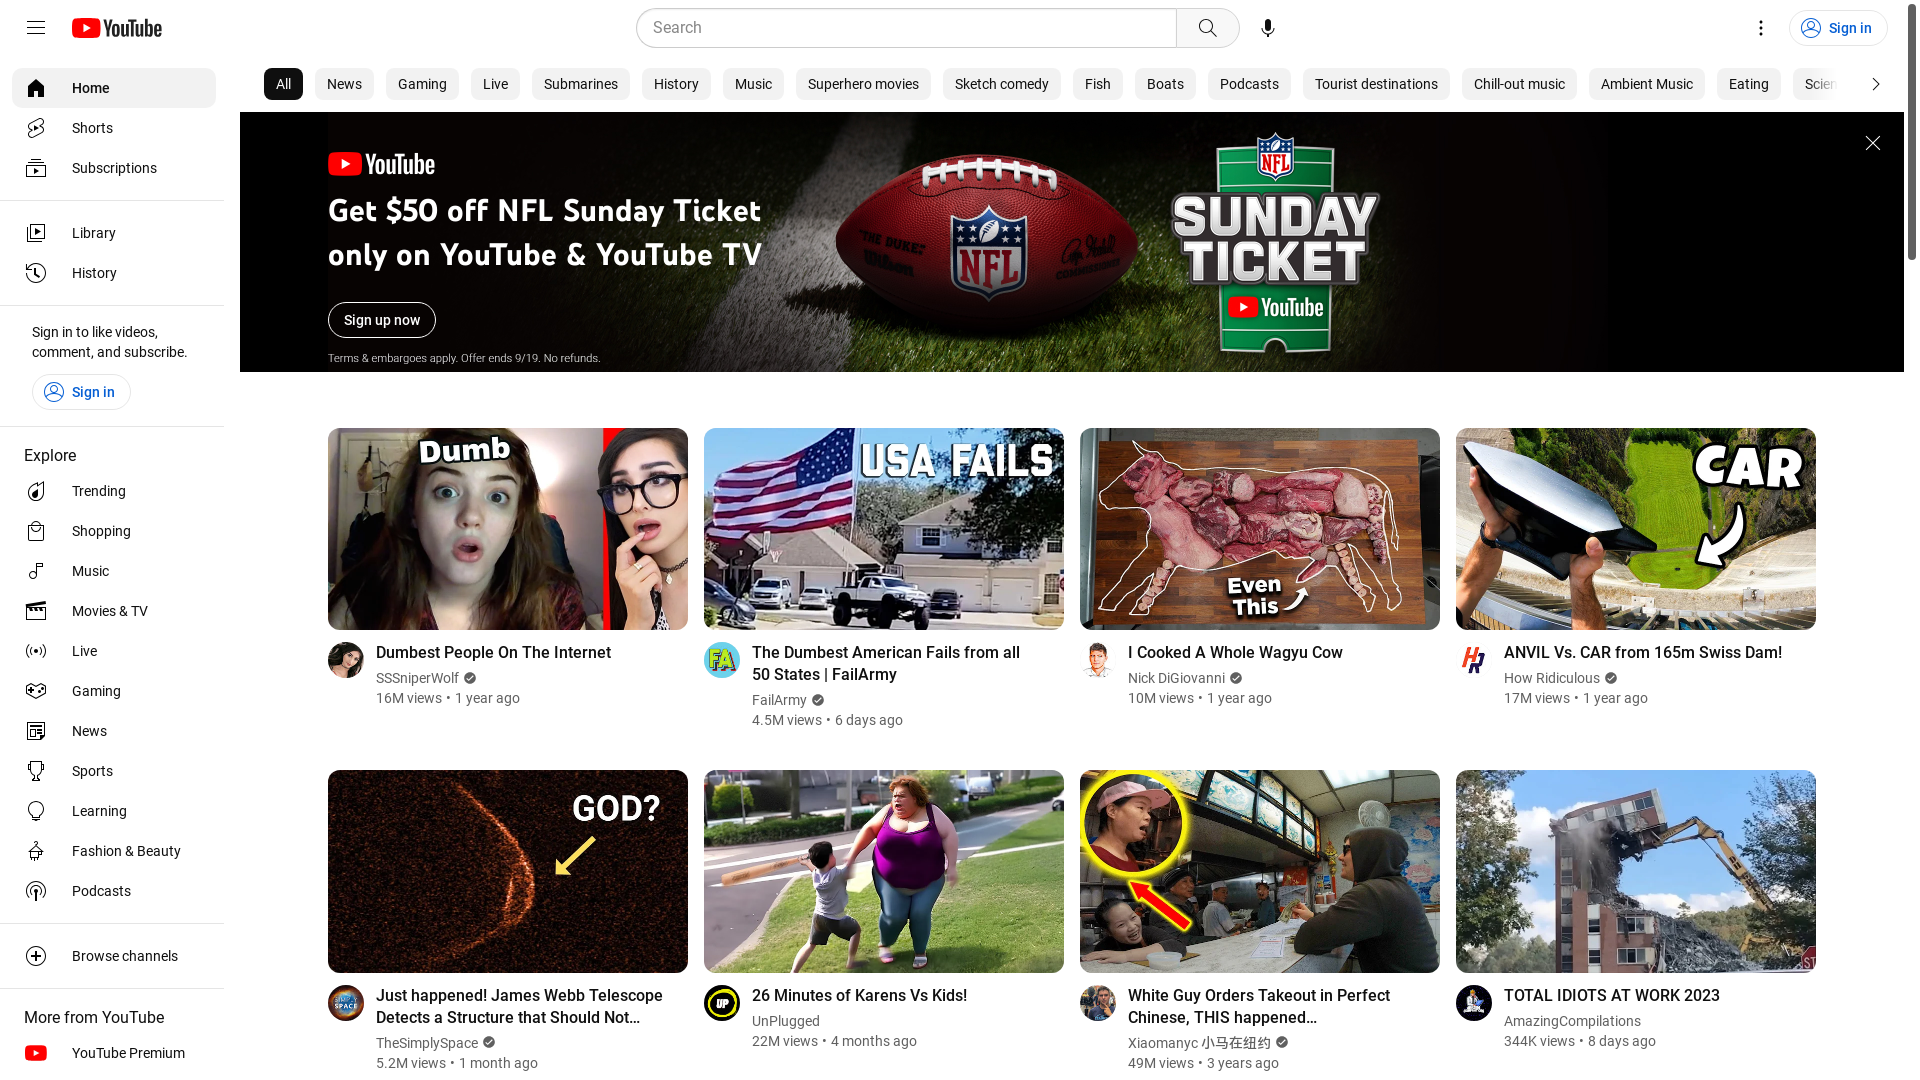 YouTube
Search
Sign in
Home
Shorts
Subscriptions
Library
History
Sign in to like videos,
comment, and subscribe.
Sign in
Explore
Trending
Shopping
Music
Movies & TV
Live
Gaming
News
Sports
Learning
Fashion & Beauty
Podcasts
Browse channels
More from YouTube
YouTube Premium
All
News
Gaming
Live
Submarines
History
Music
Superhero movies
Sketch comedy
Fish
Boats
Podcasts
Tourist destinations
Chill-out music
Ambient Music
Eating
YouTube
Get $50 off NFL Sunday Ticket
only on YouTube & YouTube TV
Sign up now
Terms & embargoes apply. Offer ends 9/19. No refunds.
"THE DUKE"
Wilson
NFL
COMMISSIONER
NFL
SUNDAY
TICKET
YouTube
Dumb
Dumbest People On The Internet
SSSniperWolf
16M views • 1 year ago
USA FAILS
FA
The Dumbest American Fails from all
50 States | FailArmy
FailArmy
4.5M views • 6 days ago
Even
This
I Cooked A Whole Wagyu Cow
Nick DiGiovanni
10M views • 1 year ago
CAR
HR
ANVIL Vs. CAR from 165m Swiss Dam!
How Ridiculous
17M views • 1 year ago
GOD?
SIMPLY
SPACE
Just happened! James Webb Telescope
Detects a Structure that Should Not...
TheSimplySpace
5.2M views • 1 month ago
UP
26 Minutes of Karens Vs Kids!
UnPlugged
22M views • 4 months ago
White Guy Orders Takeout in Perfect
Chinese, THIS happened...
Xiaomanyc 小马在纽约
49M views • 3 years ago
TOTAL IDIOTS AT WORK 2023
AmazingCompilations
344K views • 8 days ago